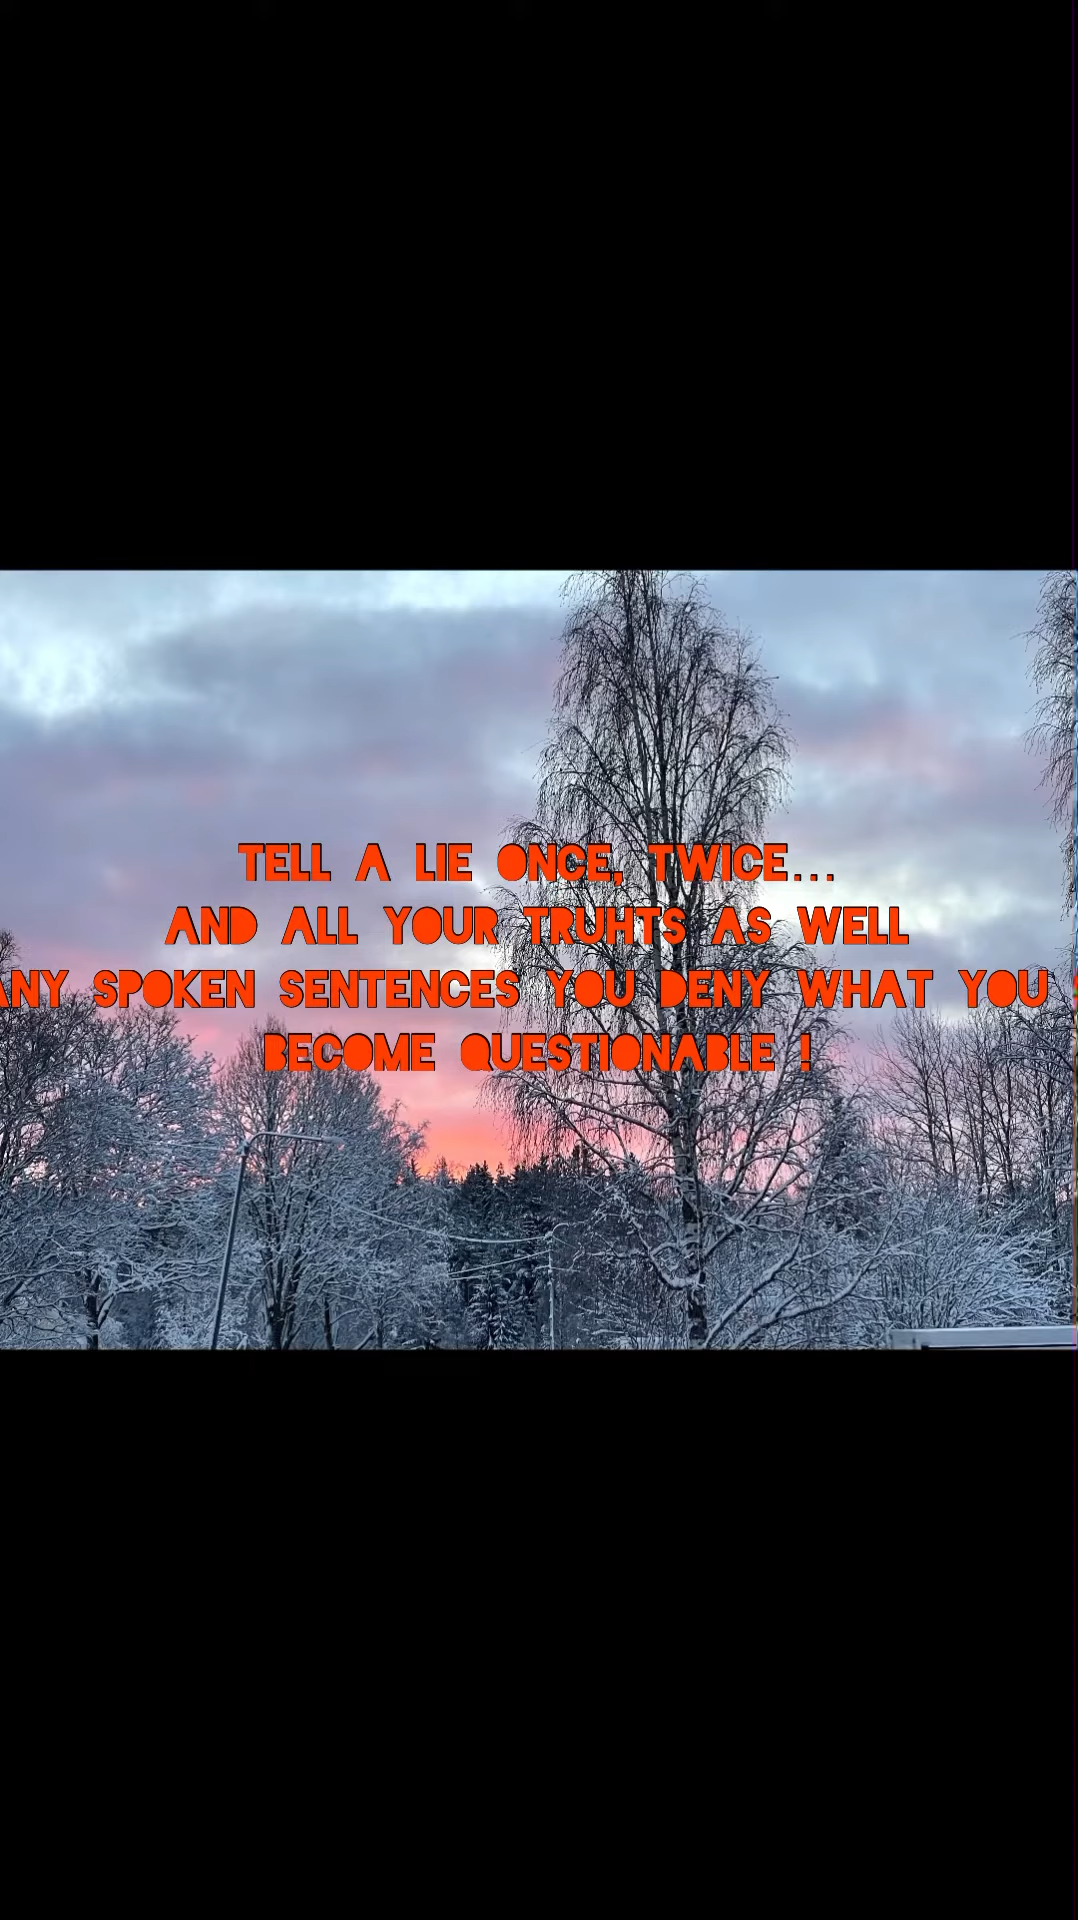 TELL A LIE ONCE, TWICE...
AND ALL YOUR TRUHTS AS WELL
ANY SPOKEN SENTENCES YOU DENY WHAT YOU
BECOME QUESTIONABLE !